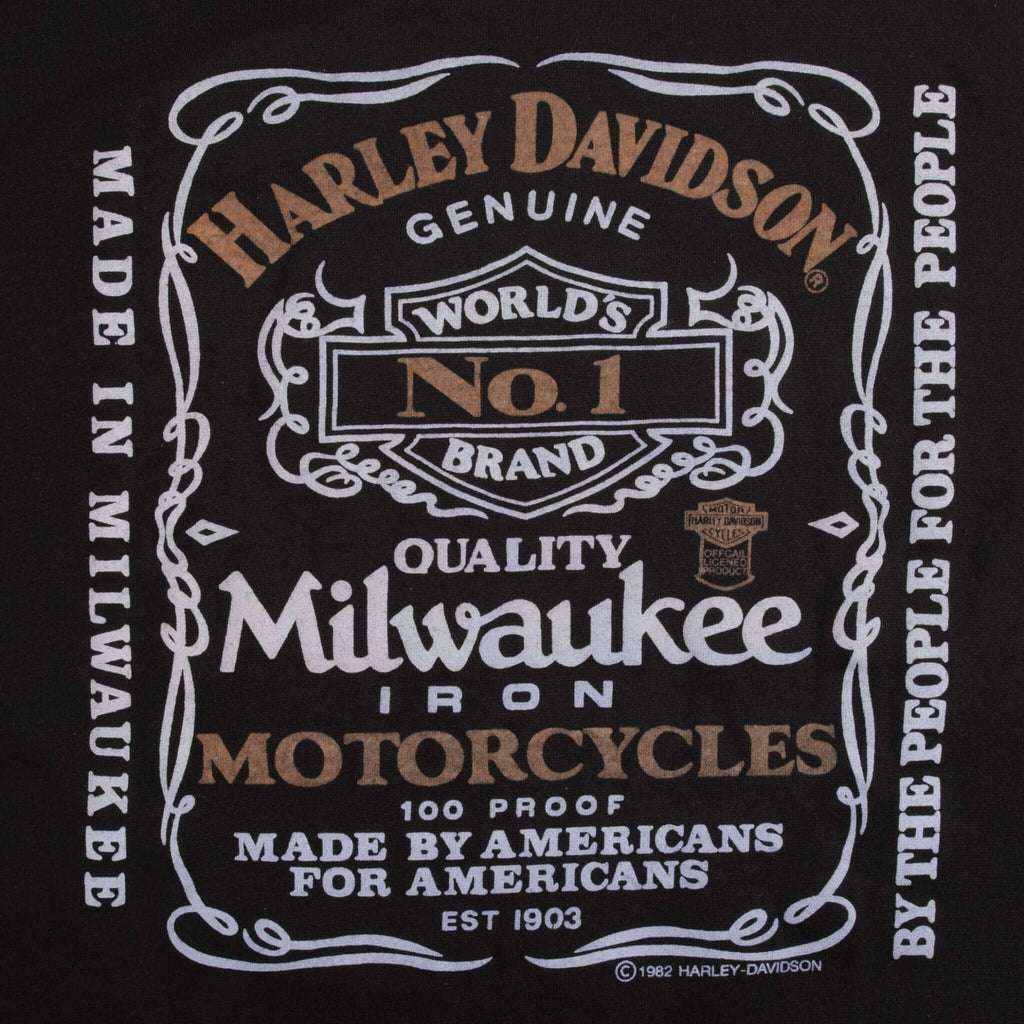 HARLEY DAVIDSON®
GENUINE
WORLD'S
No. 1
BRAND
MOTOR
HARLEY DAVIDSON
CYCLES
OFFCAIL
LICENED
PRODUCT
QUALITY
Milwaukee
IRON
MOTORCYCLES
100 PROOF
MADE BY AMERICANS
FOR AMERICANS
EST 1903
©1982 HARLEY-DAVIDSON
MADE IN MILWAUKEE
BY THE PEOPLE FOR THE PEOPLE